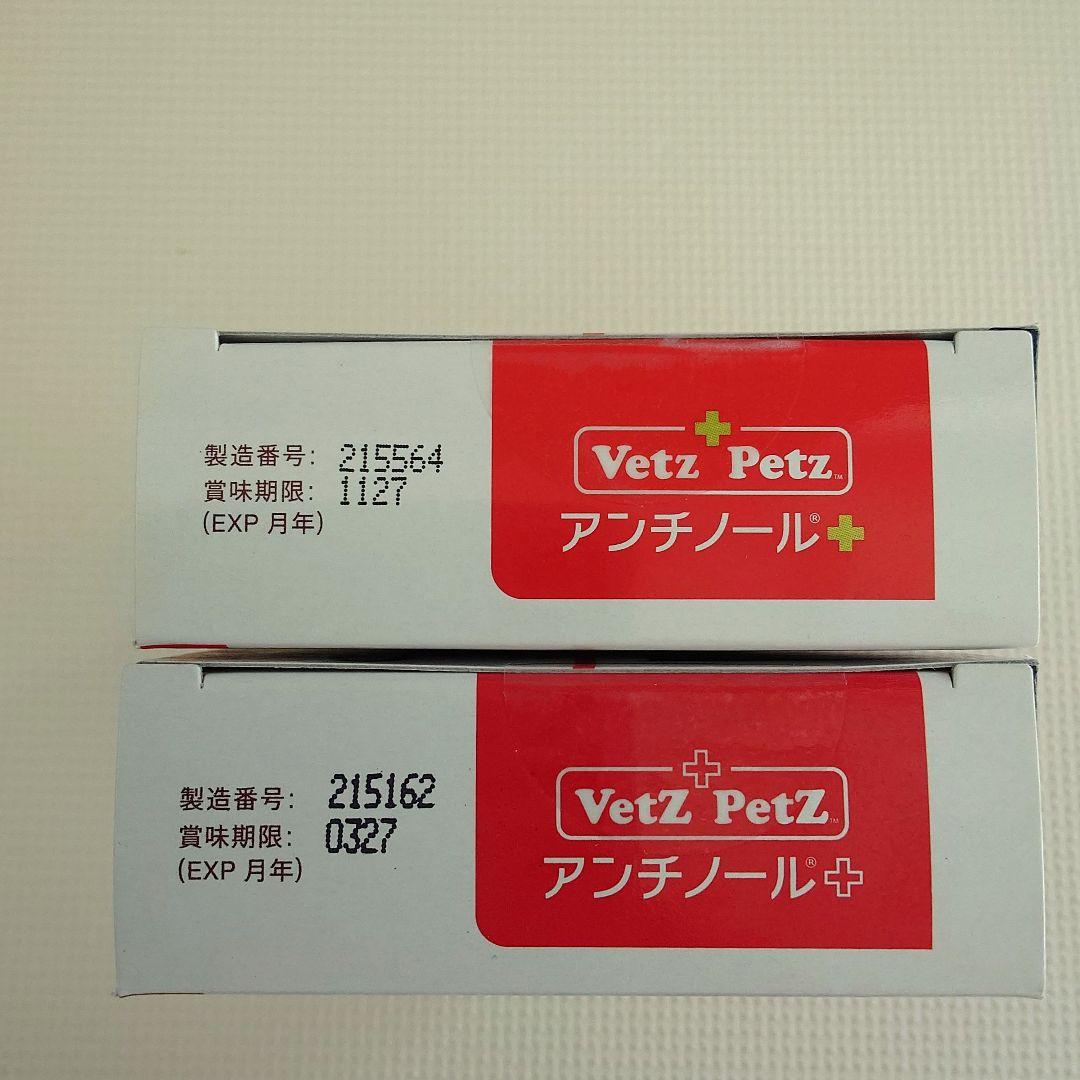 製造番号: 215564
賞味期限: 1127
(EXP 月年)
Vetz Petz™
アンチノール®
製造番号: 215162
賞味期限: 0327
(EXP 月年)
VetZ PetZ™
アンチノール®